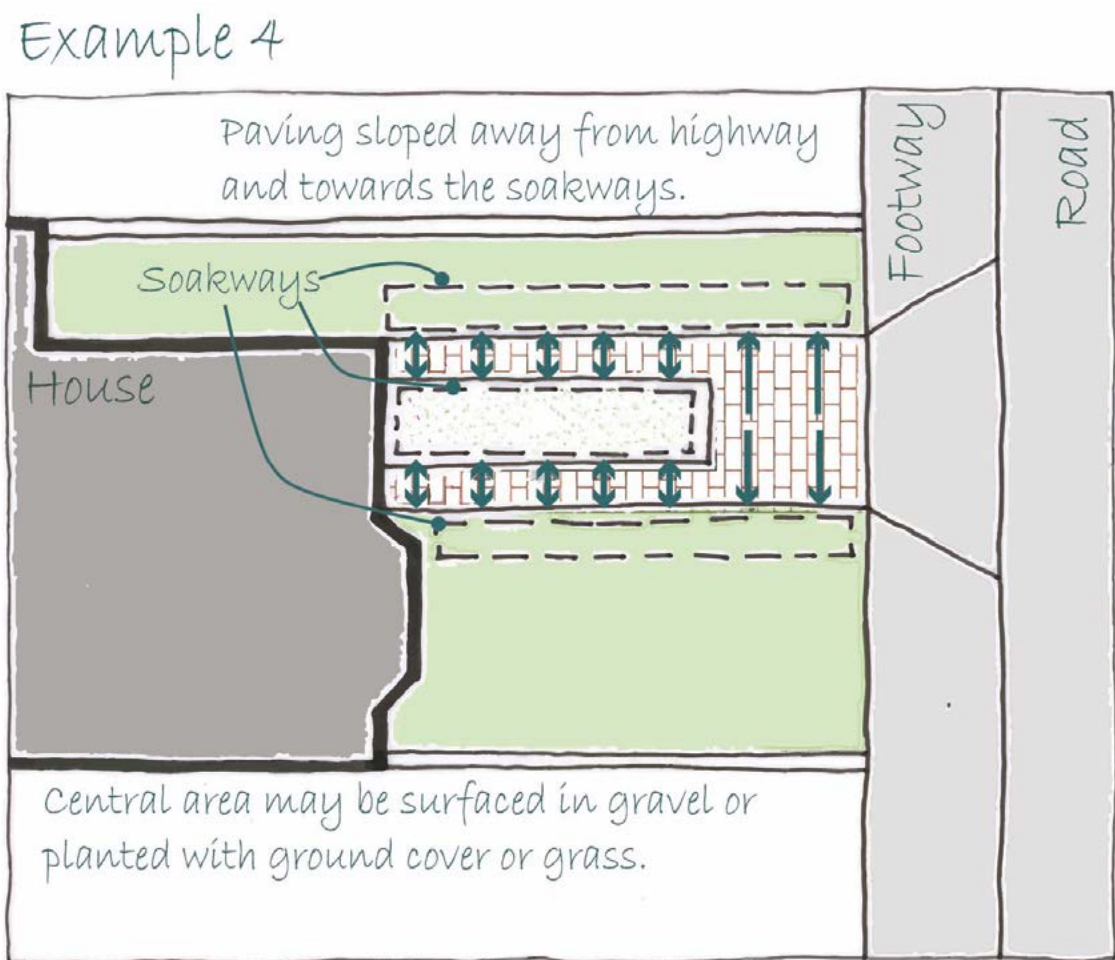 Example 4
Paving sloped away from highway
and towards the soakways.
Footway
Road
Soakways
House
Central area may be surfaced in gravel or
planted with ground cover or grass.